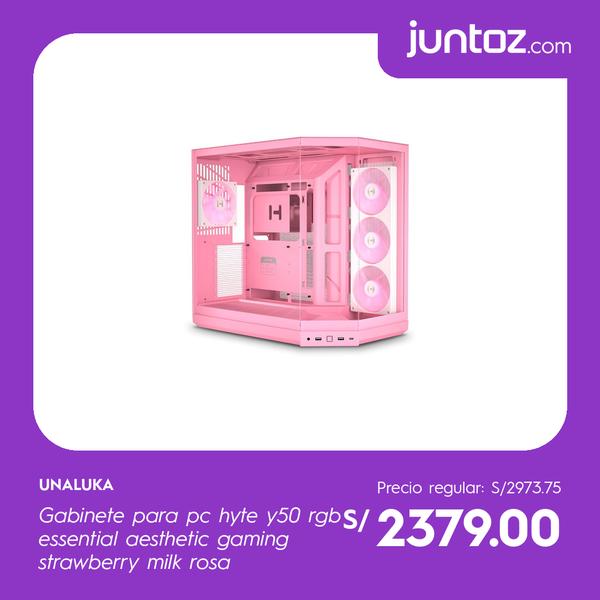 juntoz.com
H
UNALUKA
Precio regular: S/2973.75
Gabinete para pc hyte y50 rgb
essential aesthetic gaming
strawberry milk rosa
S/ 2379.00